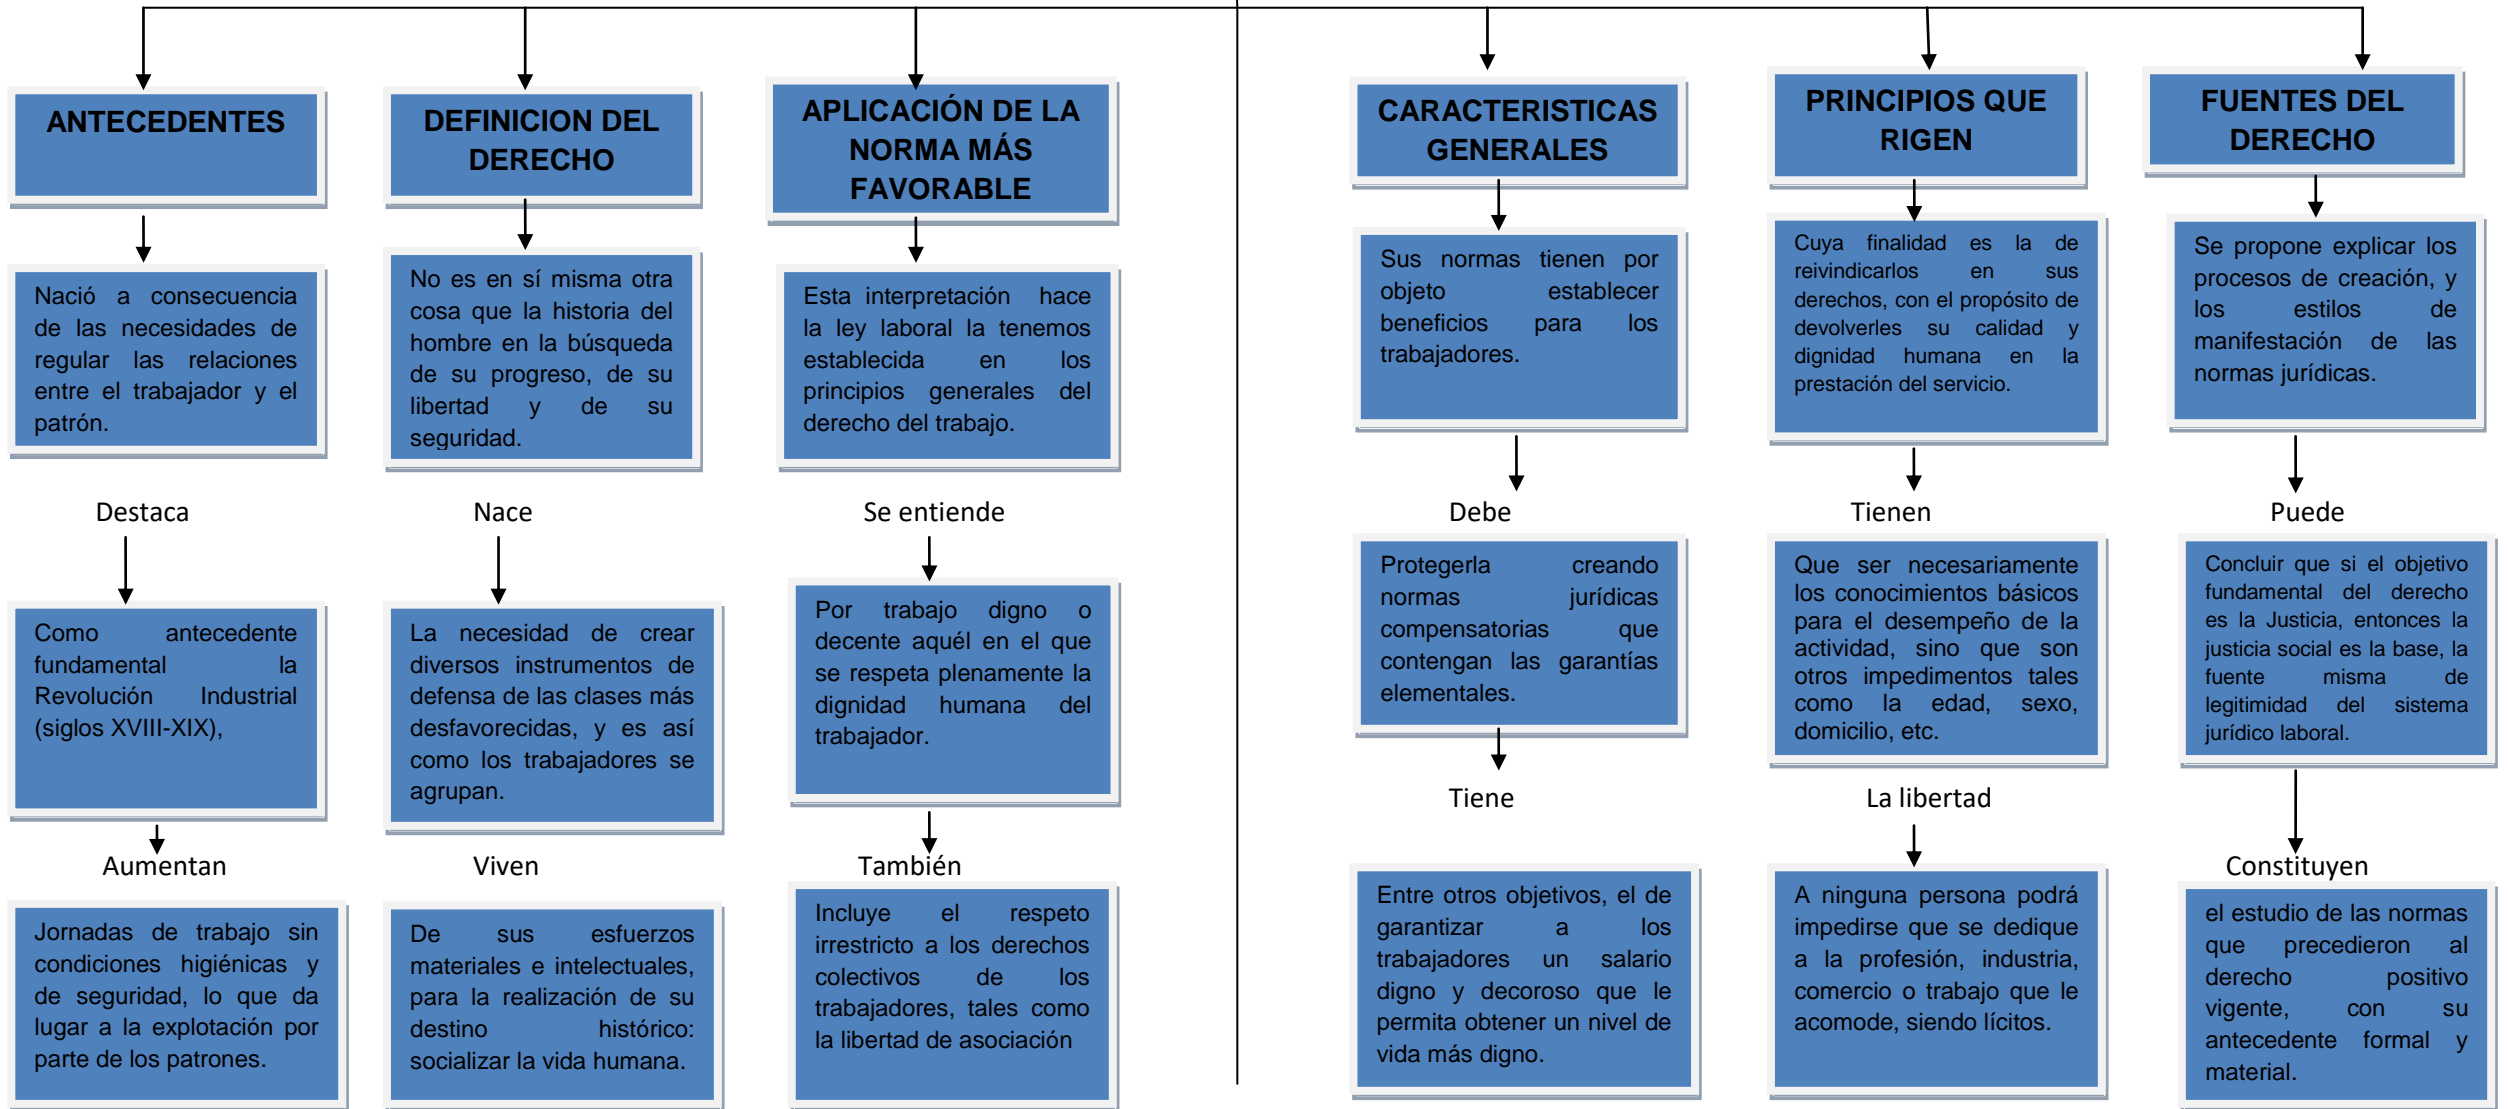 ANTECEDENTES
Nació a consecuencia
de las necesidades de
regular las relaciones
entre el trabajador y el
patrón.
Destaca
Como antecedente
fundamental la
Revolución Industrial
(siglos XVIII-XIX),
Aumentan
Jornadas de trabajo sin
condiciones higiénicas y
de seguridad, lo que da
lugar a la explotación por
parte de los patrones.
DEFINICION DEL
DERECHO
No es en sí misma otra
cosa que la historia del
hombre en la búsqueda
de su progreso, de su
libertad y de su
seguridad.
Nace
La necesidad de crear
diversos instrumentos de
defensa de las clases más
desfavorecidas, y es así
como los trabajadores se
agrupan.
Viven
De sus esfuerzos
materiales e intelectuales,
para la realización de su
destino histórico:
socializar la vida humana.
APLICACIÓN DE LA
NORMA MÁS
FAVORABLE
Esta interpretación hace
la ley laboral la tenemos
establecida en los
principios generales del
derecho del trabajo.
Se entiende
Por trabajo digno o
decente aquél en el que
se respeta plenamente la
dignidad humana del
trabajador.
También
Incluye el respeto
irrestricto a los derechos
colectivos de los
trabajadores, tales como
la libertad de asociación
CARACTERISTICAS
GENERALES
Sus normas tienen por
objeto establecer
beneficios para los
trabajadores.
Debe
Protegerla creando
normas jurídicas
compensatorias que
contengan las garantías
elementales.
Tiene
Entre otros objetivos, el de
garantizar a los
trabajadores un salario
digno y decoroso que le
permita obtener un nivel de
vida más digno.
PRINCIPIOS QUE
RIGEN
Cuya finalidad es la de
reivindicarlos en sus
derechos, con el propósito de
devolverles su calidad y
dignidad humana en la
prestación del servicio.
Tienen
Que ser necesariamente
los conocimientos básicos
para el desempeño de la
actividad, sino que son
otros impedimentos tales
como la edad, sexo,
domicilio, etc.
La libertad
A ninguna persona podrá
impedirse que se dedique
a la profesión, industria,
comercio o trabajo que le
acomode, siendo lícitos.
FUENTES DEL
DERECHO
Se propone explicar los
procesos de creación, y
los estilos de
manifestación de las
normas jurídicas.
Puede
Concluir que si el objetivo
fundamental del derecho
es la Justicia, entonces la
justicia social es la base, la
fuente misma de
legitimidad del sistema
jurídico laboral.
Constituyen
el estudio de las normas
que precedieron al
derecho positivo
vigente, con su
antecedente formal y
material.